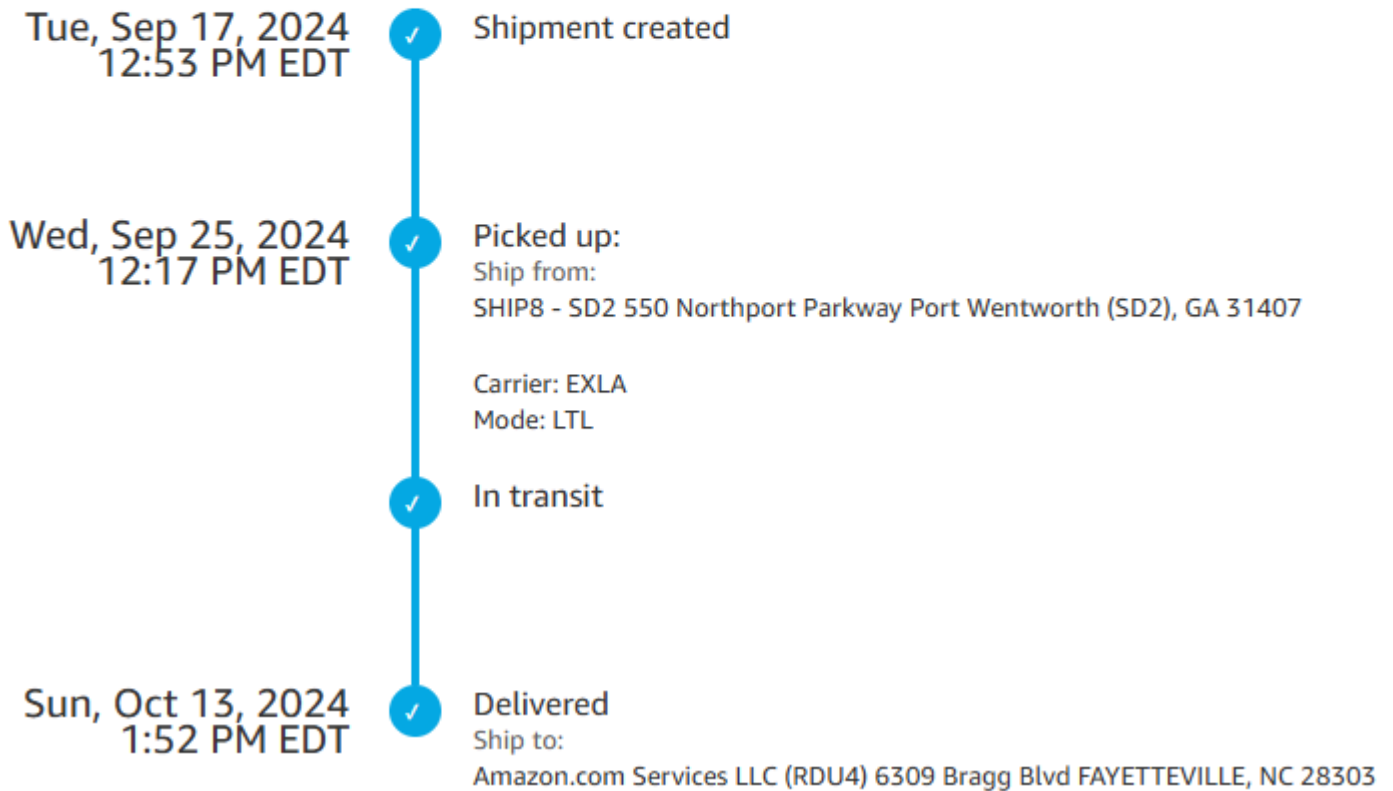 Tue, Sep 17, 2024
12:53 PM EDT
Shipment created
Wed, Sep 25, 2024
12:17 PM EDT
Picked up:
Ship from:
SHIP8 - SD2 550 Northport Parkway Port Wentworth (SD2), GA 31407
Carrier: EXLA
Mode: LTL
In transit
Sun, Oct 13, 2024
1:52 PM EDT
Delivered
Ship to:
Amazon.com Services LLC (RDU4) 6309 Bragg Blvd FAYETTEVILLE, NC 28303